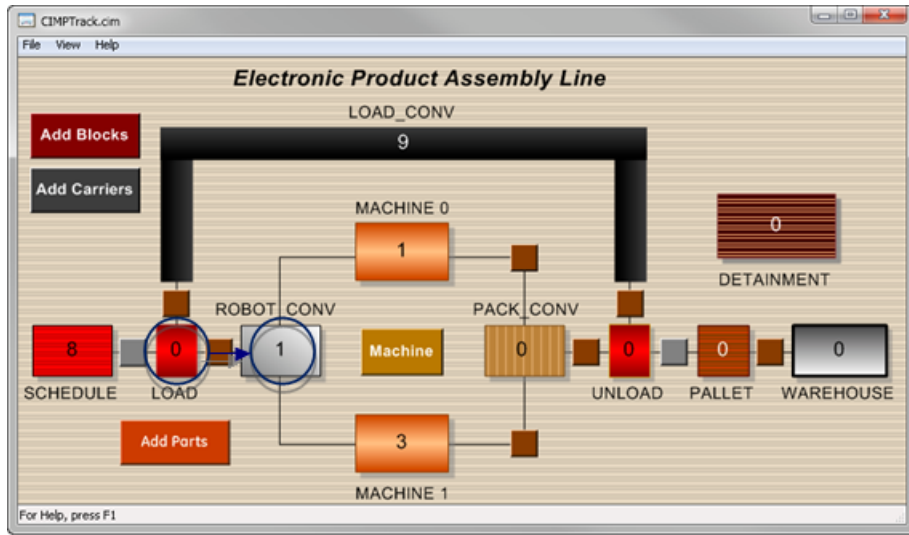 CIMPTrack.cim
File View Help
Electronic Product Assembly Line
LOAD_CONV
9
Add Blocks
Add Carriers
MACHINE 0
1
0
DETAINMENT
ROBOT_CONV
PACK_CONV
8
0
1
Machine
0
0
0
0
SCHEDULE
LOAD
UNLOAD
PALLET
WAREHOUSE
Add Parts
3
MACHINE 1
For Help, press F1